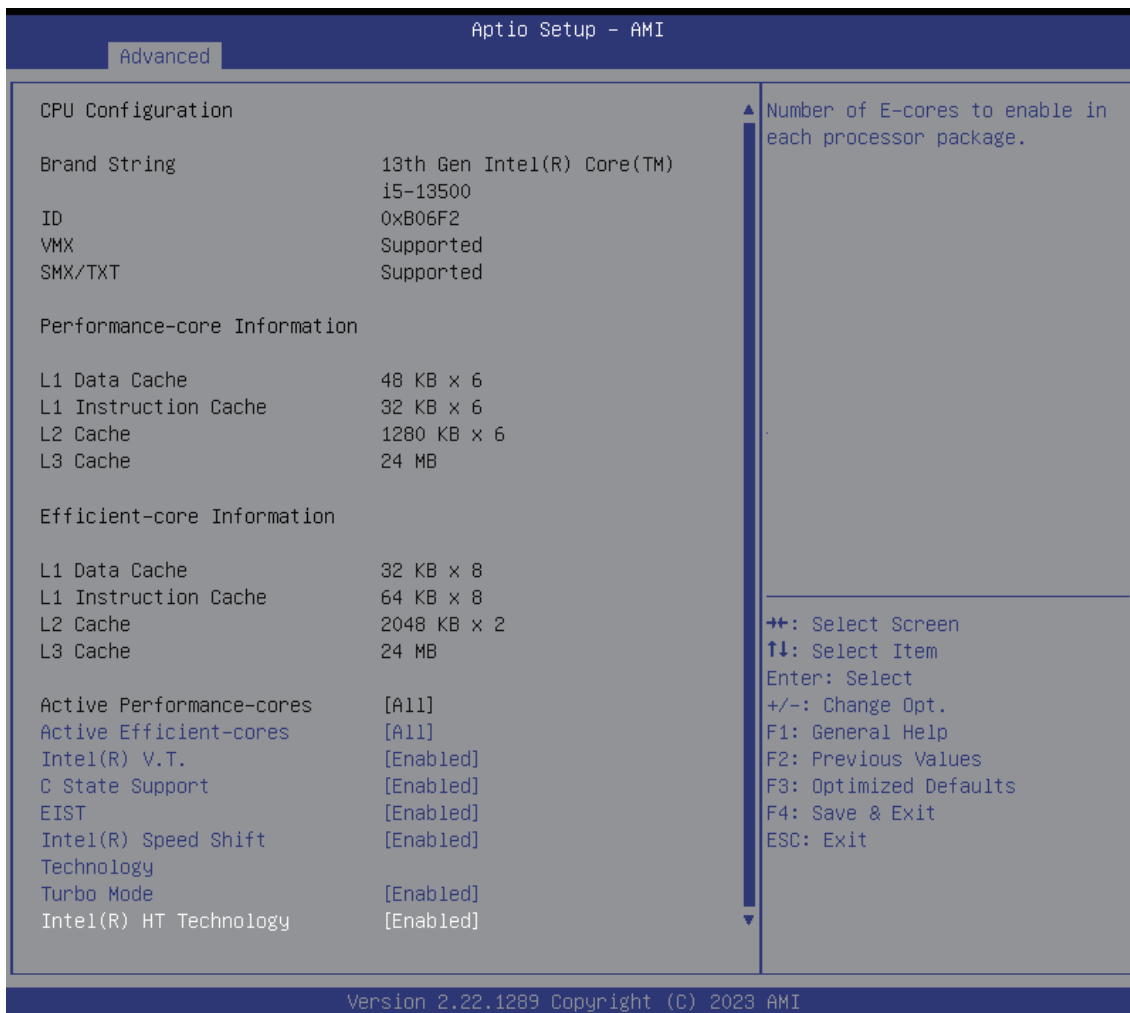 Aptio Setup – AMI
Advanced
CPU Configuration
Brand String 13th Gen Intel(R) Core(TM)
i5-13500
ID 0xB06F2
VMX Supported
SMX/TXT Supported
Performance-core Information
L1 Data Cache 48 KB x 6
L1 Instruction Cache 32 KB x 6
L2 Cache 1280 KB x 6
L3 Cache 24 MB
Efficient-core Information
L1 Data Cache 32 KB x 8
L1 Instruction Cache 64 KB x 8
L2 Cache 2048 KB x 2
L3 Cache 24 MB
Active Performance-cores [All]
Active Efficient-cores [All]
Intel(R) V.T. [Enabled]
C State Support [Enabled]
EIST [Enabled]
Intel(R) Speed Shift [Enabled]
Technology
Turbo Mode [Enabled]
Intel(R) HT Technology [Enabled]
Number of E-cores to enable in
each processor package.
→←: Select Screen
↑↓: Select Item
Enter: Select
+/-: Change Opt.
F1: General Help
F2: Previous Values
F3: Optimized Defaults
F4: Save & Exit
ESC: Exit
Version 2.22.1289 Copyright (C) 2023 AMI